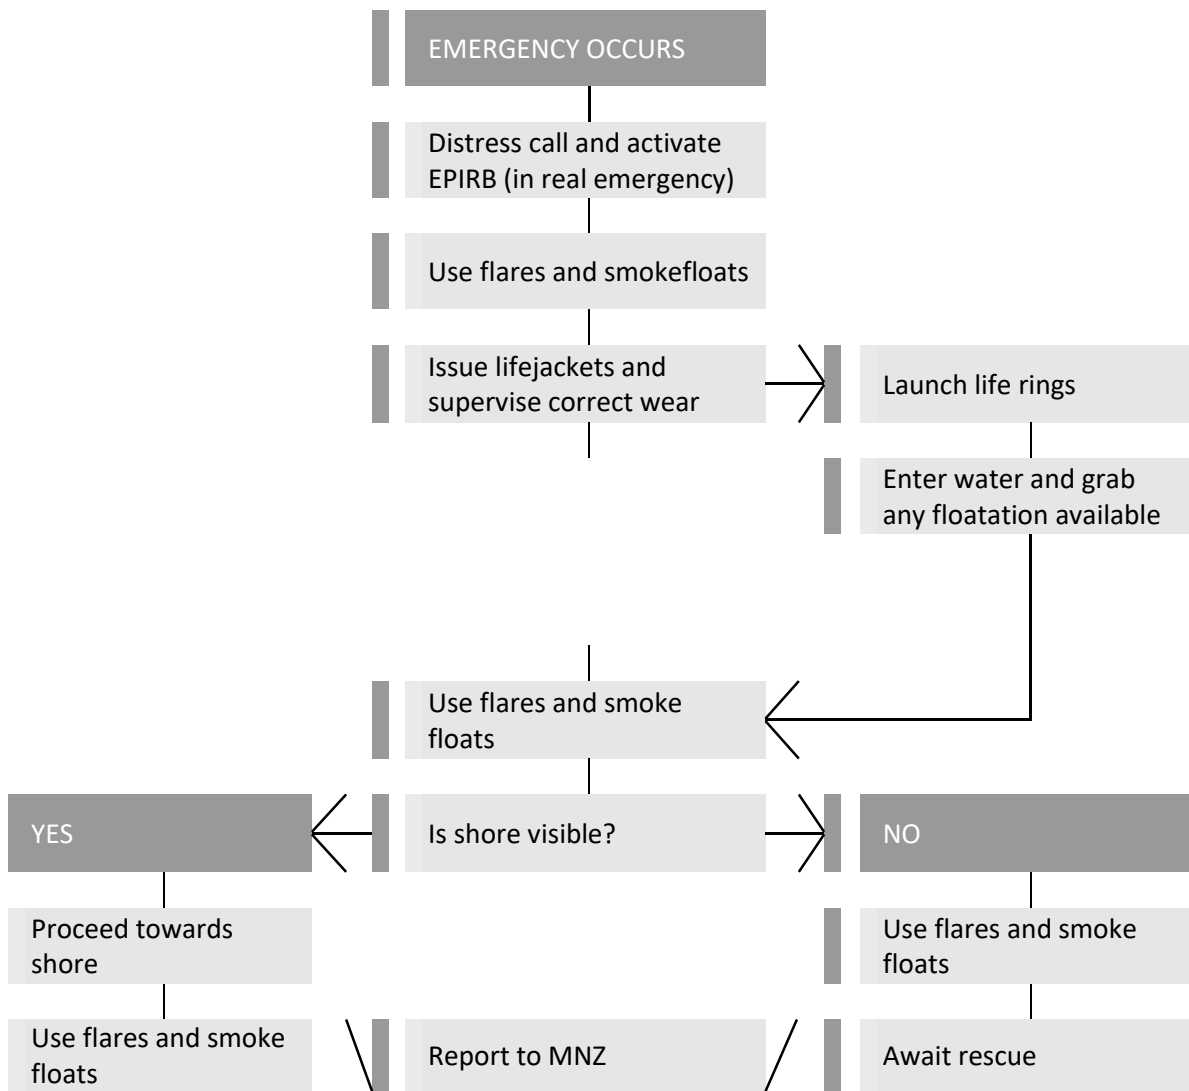 EMERGENCY OCCURS
Distress call and activate
EPIRB (in real emergency)
Use flares and smokefloats
Issue lifejackets and
supervise correct wear
Launch life rings
Enter water and grab
any floatation available
Use flares and smoke
floats
Is shore visible?
YES
NO
Proceed towards
shore
Use flares and smoke
floats
Use flares and smoke
floats
Report to MNZ
Await rescue